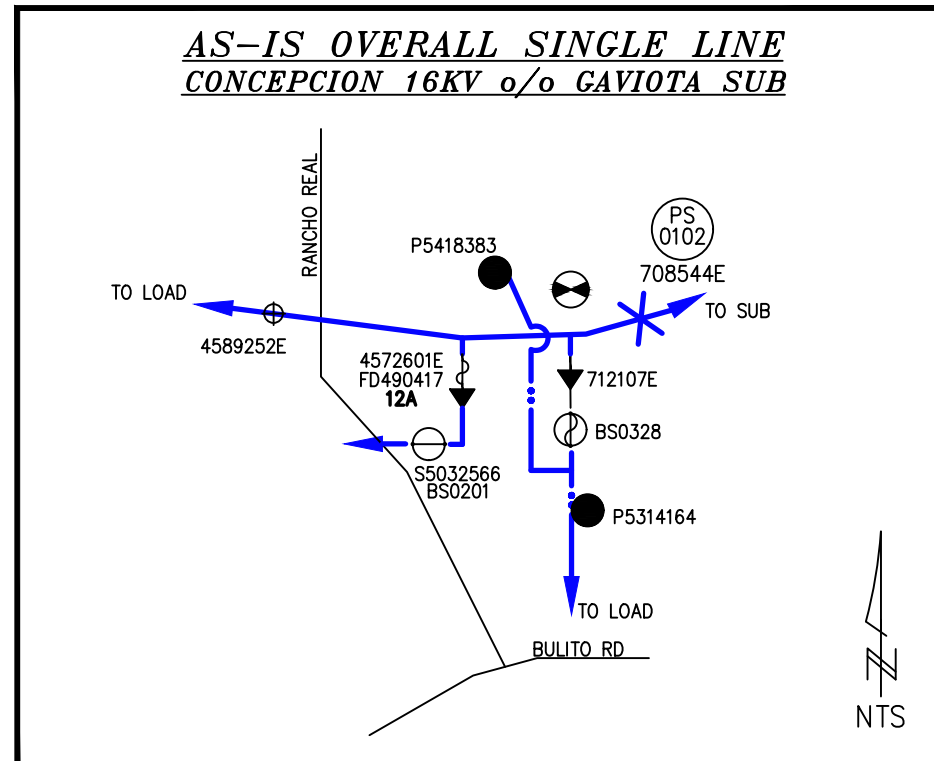 AS-IS OVERALL SINGLE LINE
CONCEPCION 16KV o/o GAVIOTA SUB
RANCHO REAL
PS
0102
P5418383
708544E
TO LOAD
TO SUB
4589252E
4572601E
FD490417
12A
712107E
BS0328
S5032566
BS0201
P5314164
TO LOAD
BULITO RD
N
NTS